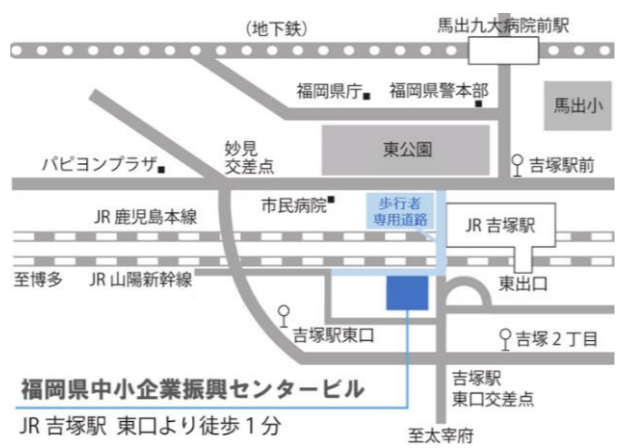 （地下鉄）
馬出九大病院前駅
福岡県庁
福岡県警本部
馬出小
妙見
交差点
東公園
パピヨンプラザ
吉塚駅前
市民病院
歩行者
専用道路
JR 鹿児島本線
JR 吉塚駅
至博多
JR 山陽新幹線
東出口
吉塚駅東口
吉塚２丁目
福岡県中小企業振興センタービル
吉塚駅
東口交差点
JR 吉塚駅 東口より徒歩１分
至太宰府